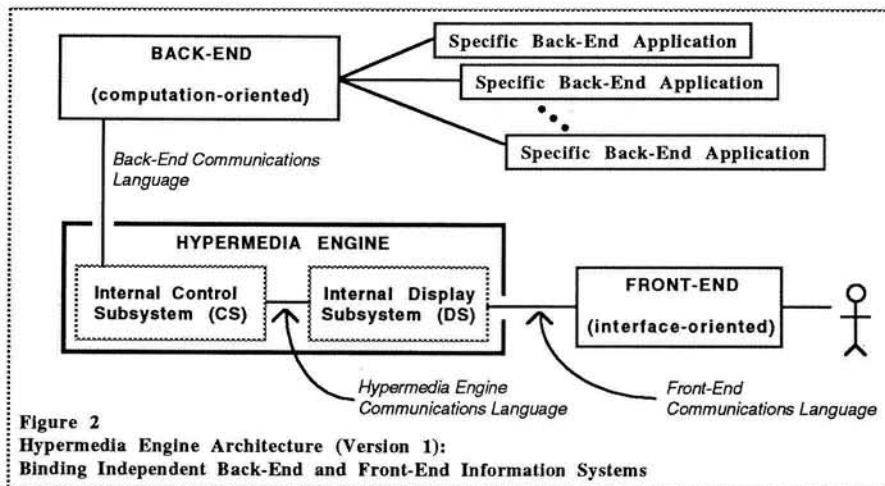 BACK-END
(computation-oriented)
Specific Back-End Application
Specific Back-End Application
Specific Back-End Application
Back-End Communications
Language
HYPERMEDIA ENGINE
Internal Control
Subsystem (CS)
Internal Display
Subsystem (DS)
FRONT-END
(interface-oriented)
Hypermedia Engine
Communications Language
Front-End
Communications Language
Figure 2
Hypermedia Engine Architecture (Version 1):
Binding Independent Back-End and Front-End Information Systems